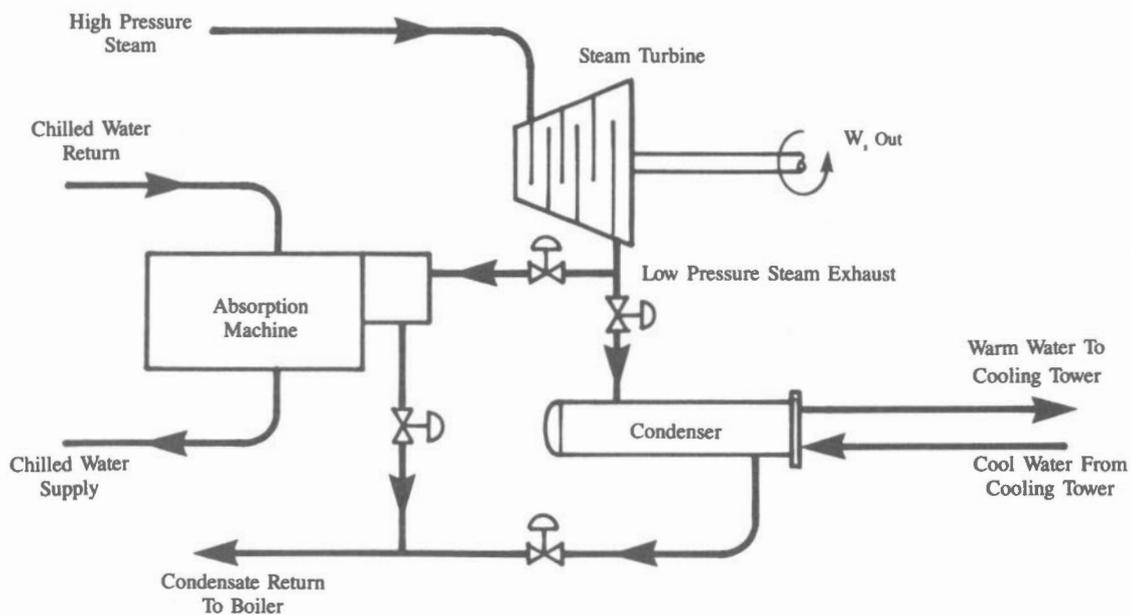 High Pressure
Steam
Steam Turbine
Chilled Water
Return
Ws Out
Low Pressure Steam Exhaust
Absorption
Machine
Warm Water To
Cooling Tower
Condenser
Chilled Water
Supply
Cool Water From
Cooling Tower
Condensate Return
To Boiler